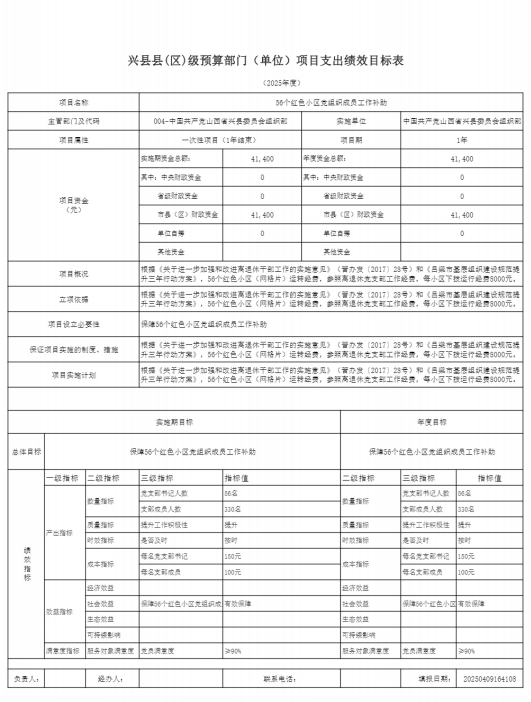 兴县县(区)级预算部门（单位）项目支出绩效目标表
（2025年度）
项目名称 56个红色小区党组织成员工作补助
主管部门及代码 004-中国共产党山西省兴县委员会组织部 实施单位 中国共产党山西省兴县委员会组织部
项目属性 一次性项目（1年结束） 项目期 1年
项目资金（元） 实施期资金总额： 41,400 年度资金总额： 41,400
其中：中央财政资金 0 其中：中央财政资金 0
省级财政资金 0 省级财政资金 0
市县（区）财政资金 41,400 市县（区）财政资金 41,400
单位自筹 0 单位自筹 0
其他资金 其他资金
项目概况 根据《关于进一步加强和改进离退休干部工作的实施意见》（晋办发〔2017〕28号）和《吕梁市基层组织建设规范提
升三年行动方案》，56个红色小区（网格片）运转经费，参照离退休党支部工作经费，每小区下拨运行经费8000元。
立项依据 根据《关于进一步加强和改进离退休干部工作的实施意见》（晋办发〔2017〕28号）和《吕梁市基层组织建设规范提
升三年行动方案》，56个红色小区（网格片）运转经费，参照离退休党支部工作经费，每小区下拨运行经费8000元。
项目设立必要性 保障56个红色小区党组织成员工作补助
保证项目实施的制度、措施 根据《关于进一步加强和改进离退休干部工作的实施意见》（晋办发〔2017〕28号）和《吕梁市基层组织建设规范提
升三年行动方案》，56个红色小区（网格片）运转经费，参照离退休党支部工作经费，每小区下拨运行经费8000元。
项目实施计划 根据《关于进一步加强和改进离退休干部工作的实施意见》（晋办发〔2017〕28号）和《吕梁市基层组织建设规范提
升三年行动方案》，56个红色小区（网格片）运转经费，参照离退休党支部工作经费，每小区下拨运行经费8000元。
实施期目标 年度目标
总体目标 保障56个红色小区党组织成员工作补助 保障56个红色小区党组织成员工作补助
绩效指标 一级指标 二级指标 三级指标 指标值 二级指标 三级指标 指标值
产出指标 数量指标 党支部书记人数 56名 数量指标 党支部书记人数 56名
支部成员人数 330名 支部成员人数 330名
质量指标 提升工作积极性 提升 质量指标 提升工作积极性 提升
时效指标 是否及时 按时 时效指标 是否及时 按时
成本指标 每名党支部书记 150元 成本指标 每名党支部书记 150元
每名支部成员 100元 每名支部成员 100元
效益指标 经济效益 经济效益
社会效益 保障56个红色小区党组织成 有效保障 社会效益 保障56个红色小区 有效保障
生态效益 生态效益
可持续影响 可持续影响
满意度指标 服务对象满意度 党员满意度 ≥90% 服务对象满意度 党员满意度 ≥90%
负责人： 经办人： 联系电话： 填报日期： 20250409164108